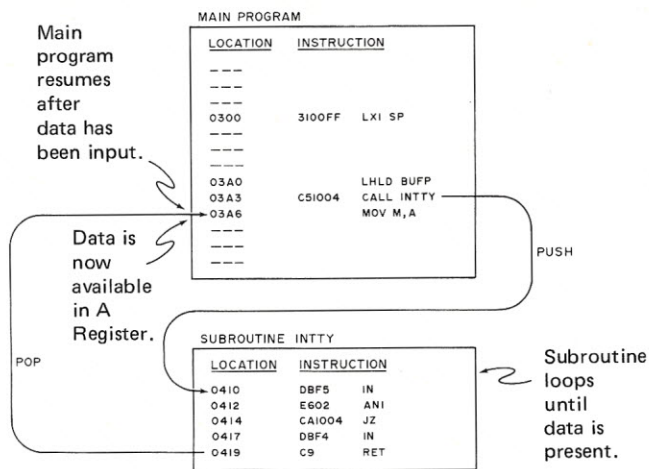 MAIN PROGRAM
LOCATION INSTRUCTION
0300 3100FF LXI SP
03A0 LHLD BUFP
03A3 C51004 CALL INTTY
03A6 MOV M,A
Main
program
resumes
after
data has
been input.
Data is
now
available
in A
Register.
PUSH
POP
SUBROUTINE INTTY
LOCATION INSTRUCTION
0410 DBF5 IN
0412 E602 ANI
0414 CA1004 JZ
0417 DBF4 IN
0419 C9 RET
Subroutine
loops
until
data is
present.